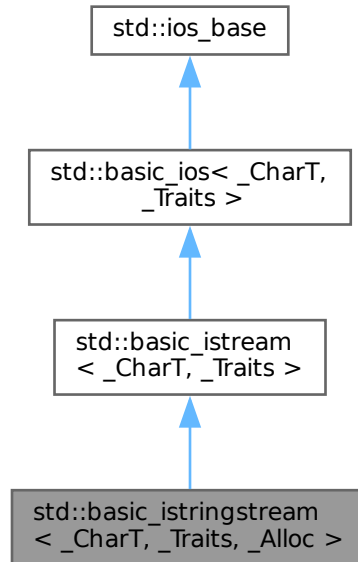 std::ios_base
std::basic_ios< _CharT,
_Traits >
std::basic_istream
< _CharT, _Traits >
std::basic_istringstream
< _CharT, _Traits, _Alloc >